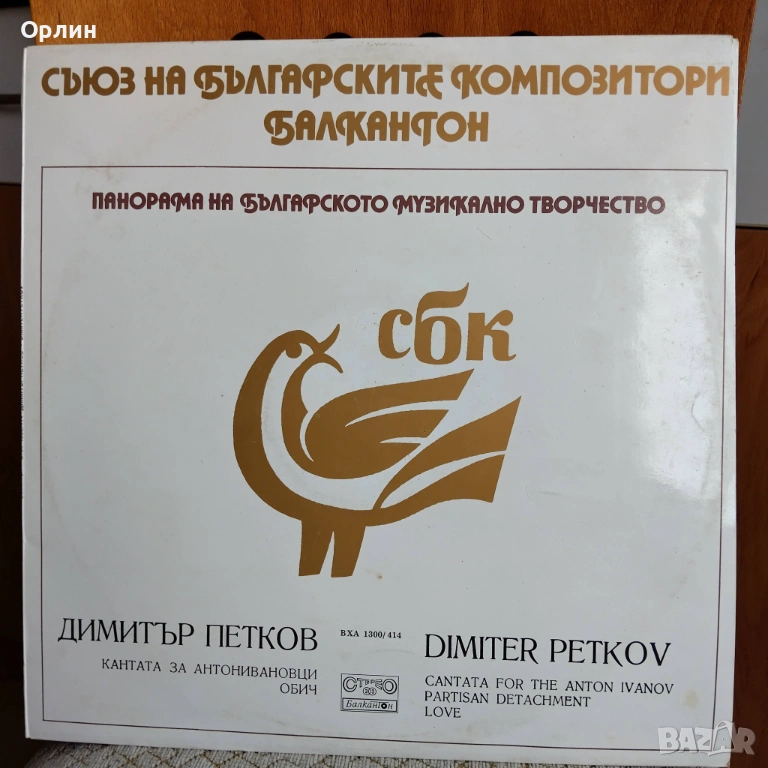 Орлин
СЪЮЗ НА БЪЛГАРСКИТЕ КОМПОЗИТОРИ
БАЛКАНТОН
ПАНОРАМА НА БЪЛГАРСКОТО МУЗИКАЛНО ТВОРЧЕСТВО
сбк
ДИМИТЪР ПЕТКОВ
КАНТАТА ЗА АНТОНИВАНОВЦИ
ОБИЧ
ВХА 1300/414
СТЕРЕО
Балкантон
DIMITER PETKOV
CANTATA FOR THE ANTON IVANOV
PARTISAN DETACHMENT
LOVE
BAZAR